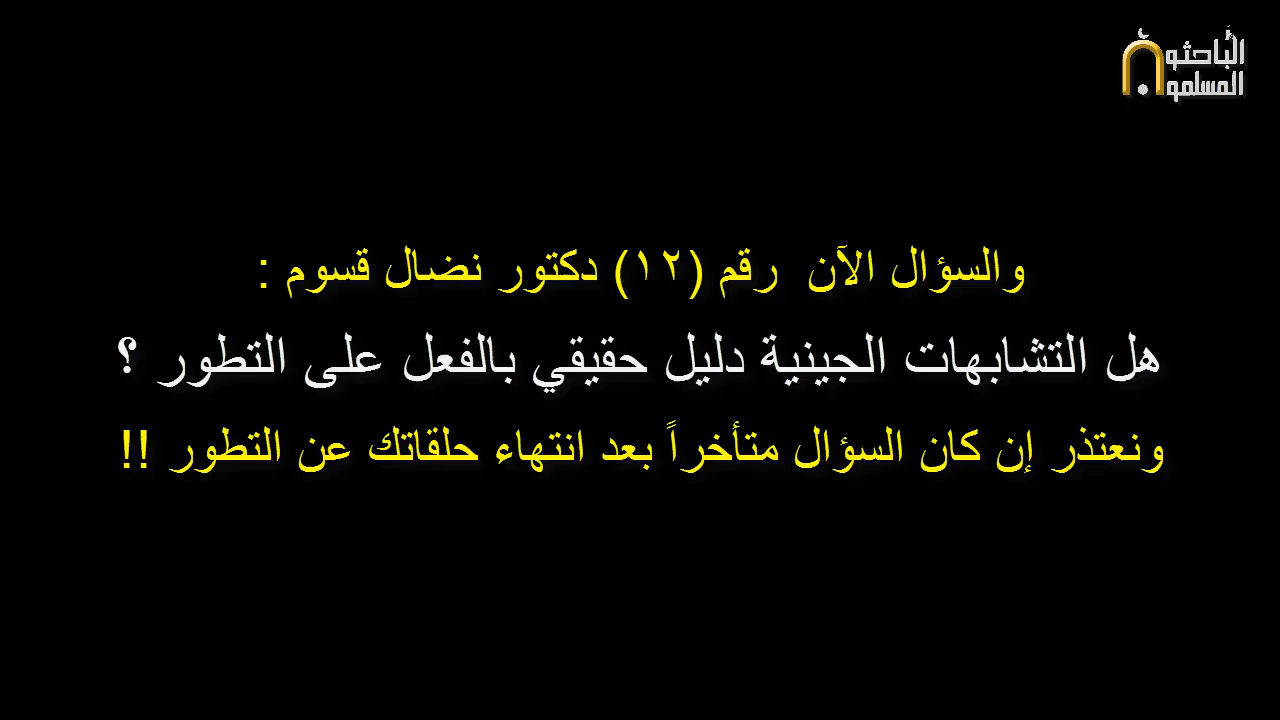 الباحثون
المسلمون
والسؤال الآن رقم (١٢) دكتور نضال قسوم :
هل التشابهات الجينية دليل حقيقي بالفعل على التطور ؟
ونعتذر إن كان السؤال متأخراً بعد انتهاء حلقاتك عن التطور !!